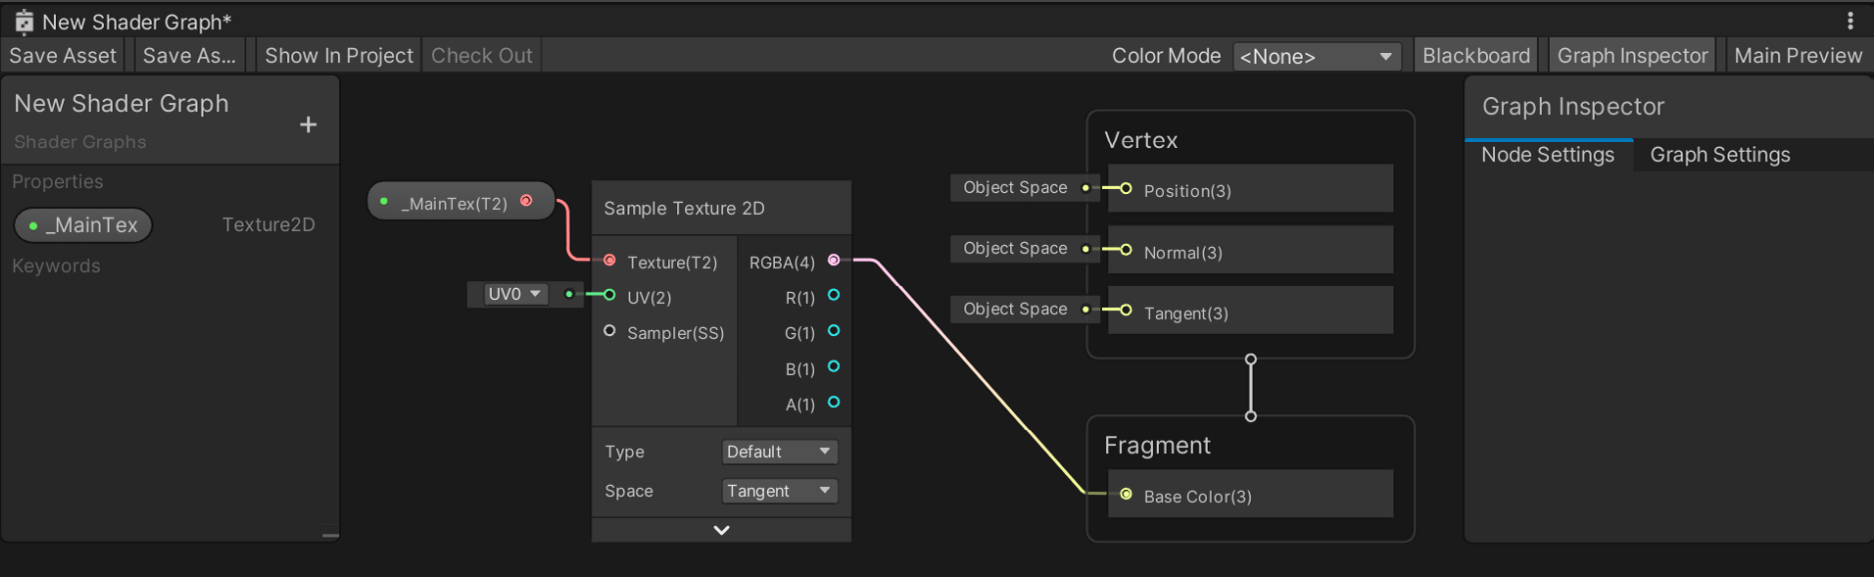 New Shader Graph*
Save Asset Save As... Show In Project Check Out Color Mode <None> Blackboard Graph Inspector Main Preview
New Shader Graph
+
Shader Graphs
Properties
_MainTex Texture2D
Keywords
_MainTex(T2)
Sample Texture 2D
Texture(T2) RGBA(4)
UV0 UV(2) R(1)
Sampler(SS) G(1)
B(1)
A(1)
Type Default
Space Tangent
Vertex
Object Space Position(3)
Object Space Normal(3)
Object Space Tangent(3)
Fragment
Base Color(3)
Graph Inspector
Node Settings Graph Settings